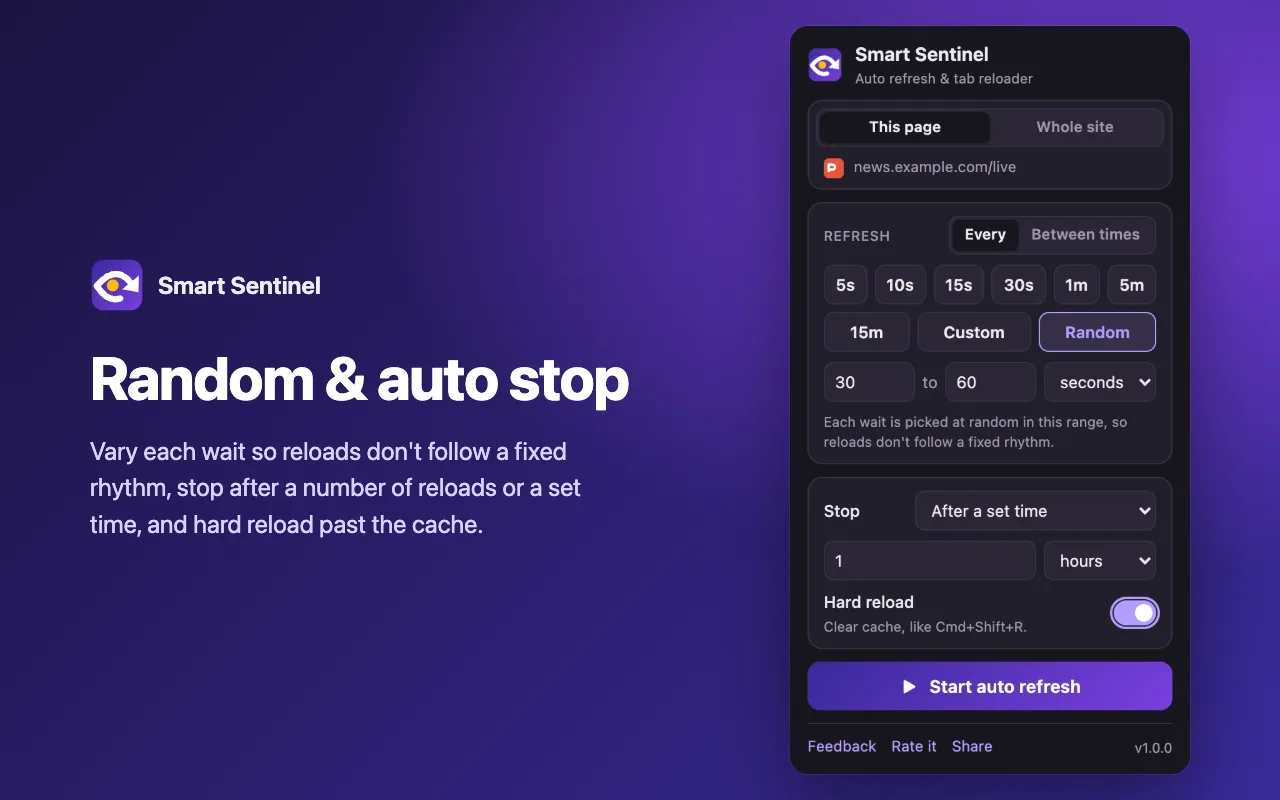 Smart Sentinel
Random & auto stop
Vary each wait so reloads don't follow a fixed
rhythm, stop after a number of reloads or a set
time, and hard reload past the cache.
Smart Sentinel
Auto refresh & tab reloader
This page
Whole site
P
news.example.com/live
REFRESH
Every
Between times
5s
10s
15s
30s
1m
5m
15m
Custom
Random
30
to
60
seconds
Each wait is picked at random in this range, so
reloads don't follow a fixed rhythm.
Stop
After a set time
1
hours
Hard reload
Clear cache, like Cmd+Shift+R.
Start auto refresh
Feedback
Rate it
Share
v1.0.0